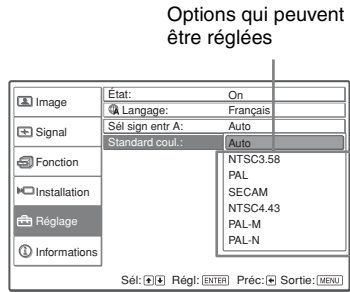 Options qui peuvent
être réglées
Image
Signal
Fonction
Installation
Réglage
Informations
État: On
Langage: Français
Sél sign entr A: Auto
Standard coul.: Auto
NTSC3.58
PAL
SECAM
NTSC4.43
PAL-M
PAL-N
Sél: Régl: ENTER Préc: Sortie: MENU